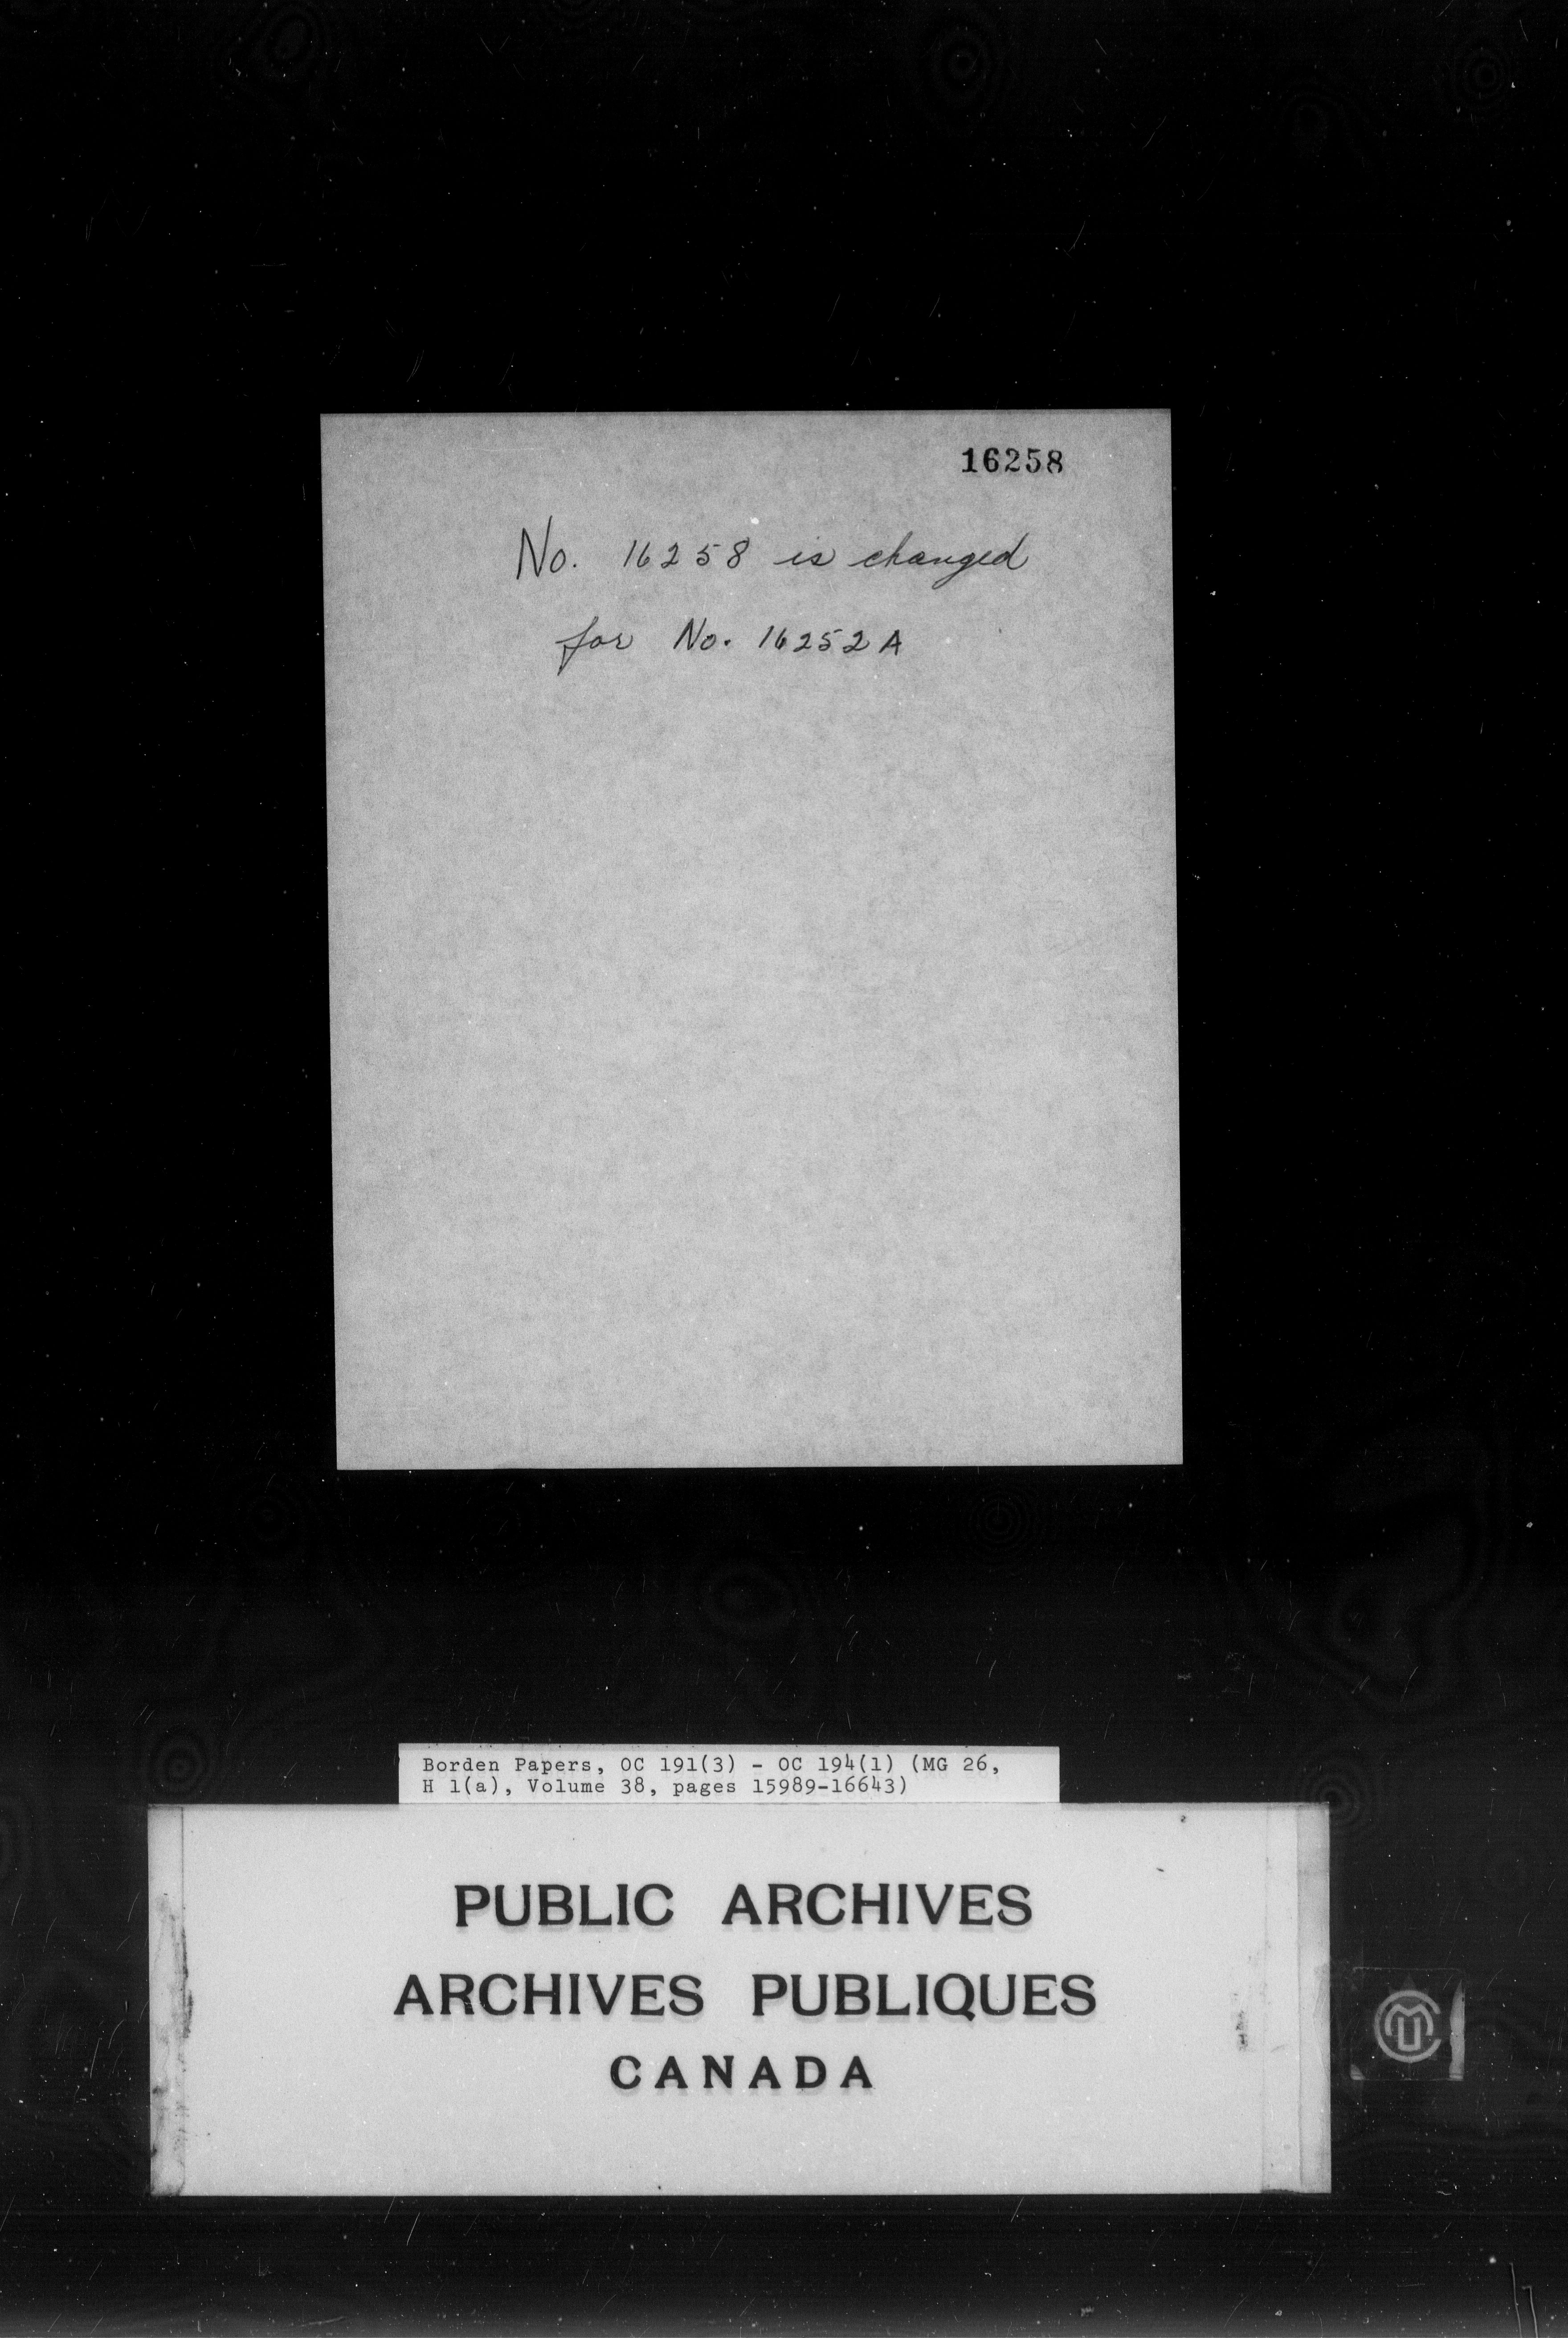 16258
No. 16258 is changed
for No. 16252A
Borden Papers, OC 191(3) - OC 194(1) (MG 26,
H 1(a), Volume 38, pages 15989-16643)
PUBLIC ARCHIVES
ARCHIVES PUBLIQUES
CANADA